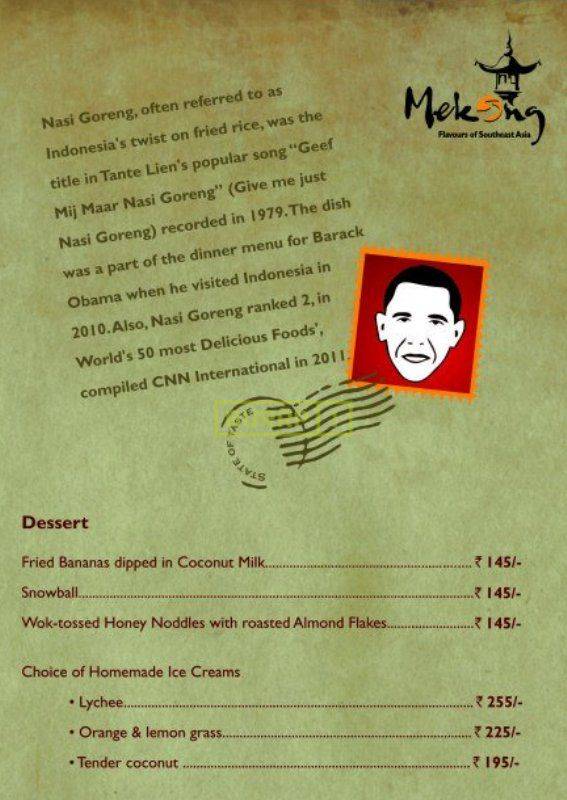 Mekong
Flavours of Southeast Asia
Nasi Goreng, often referred to as
Indonesia's twist on fried rice, was the
title in Tante Lien's popular song "Geef
Mij Maar Nasi Goreng" (Give me just
Nasi Goreng) recorded in 1979. The dish
was a part of the dinner menu for Barack
Obama when he visited Indonesia in
2010. Also, Nasi Goreng ranked 2, in
World's 50 most Delicious Foods',
compiled CNN International in 2011.
STATE OF TASTE
Dessert
Fried Bananas dipped in Coconut Milk.......... ₹ 145/-
Snowball.......... ₹ 145/-
Wok-tossed Honey Noddles with roasted Almond Flakes.......... ₹ 145/-
Choice of Homemade Ice Creams
• Lychee.......... ₹ 255/-
• Orange & lemon grass.......... ₹ 225/-
• Tender coconut .......... ₹ 195/-